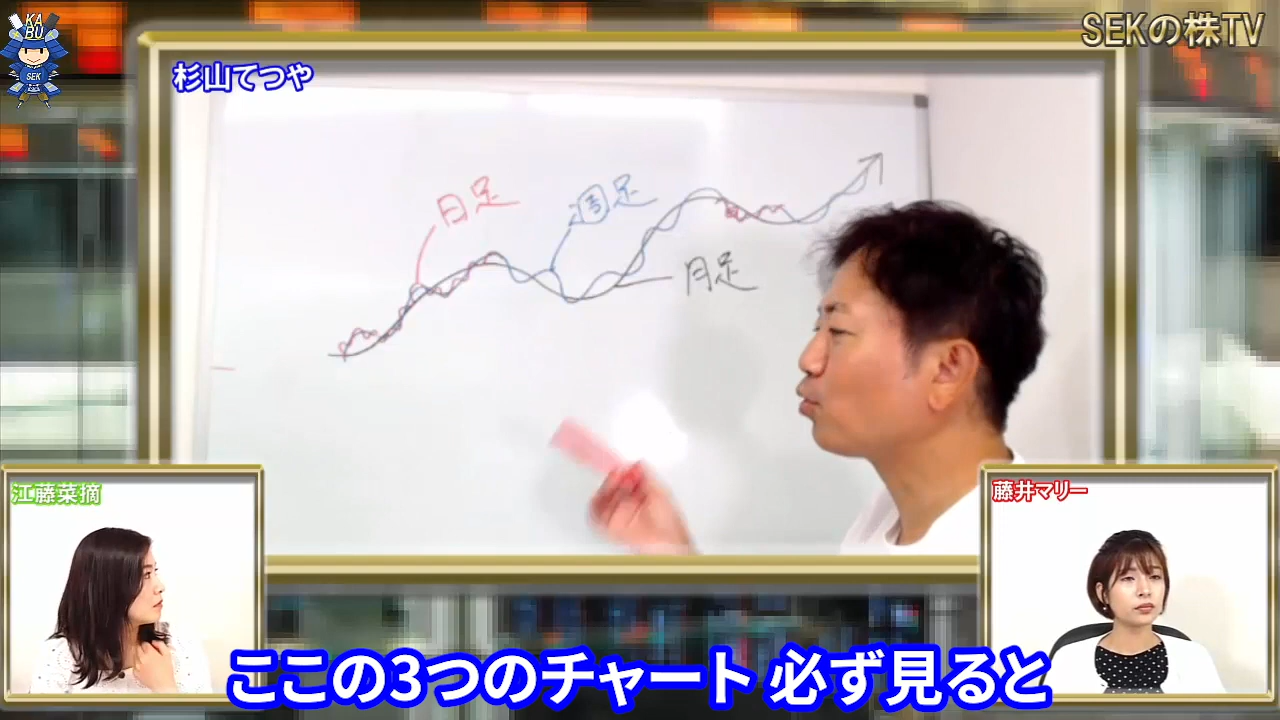 KA
BU
SEK
SEKの株TV
杉山てつや
日足
週足
月足
江藤菜摘
藤井マリー
ここの3つのチャート 必ず見ると